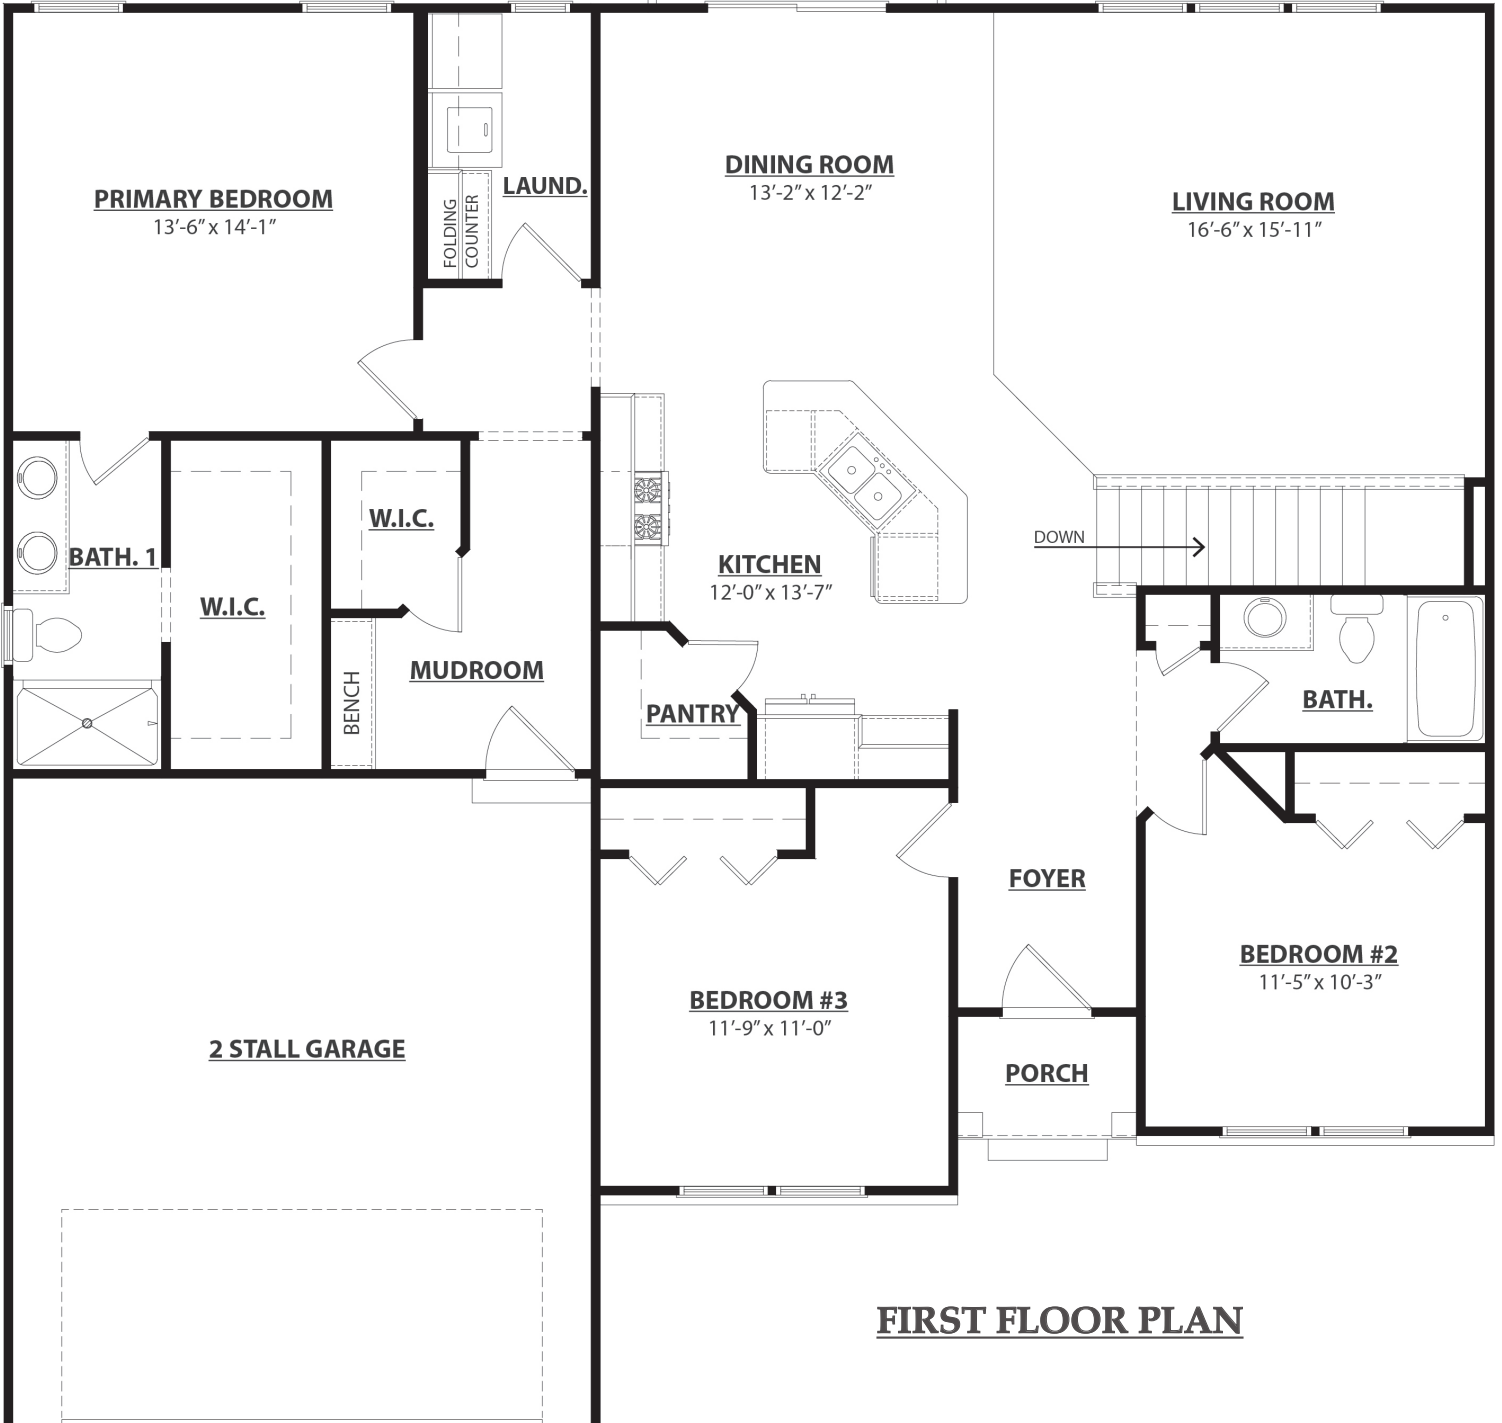 PRIMARY BEDROOM
13'-6" x 14'-1"
LAUND.
FOLDING
COUNTER
DINING ROOM
13'-2" x 12'-2"
LIVING ROOM
16'-6" x 15'-11"
BATH. 1
W.I.C.
W.I.C.
MUDROOM
BENCH
KITCHEN
12'-0" x 13'-7"
PANTRY
DOWN
BATH.
FOYER
BEDROOM #2
11'-5" x 10'-3"
BEDROOM #3
11'-9" x 11'-0"
2 STALL GARAGE
PORCH
FIRST FLOOR PLAN